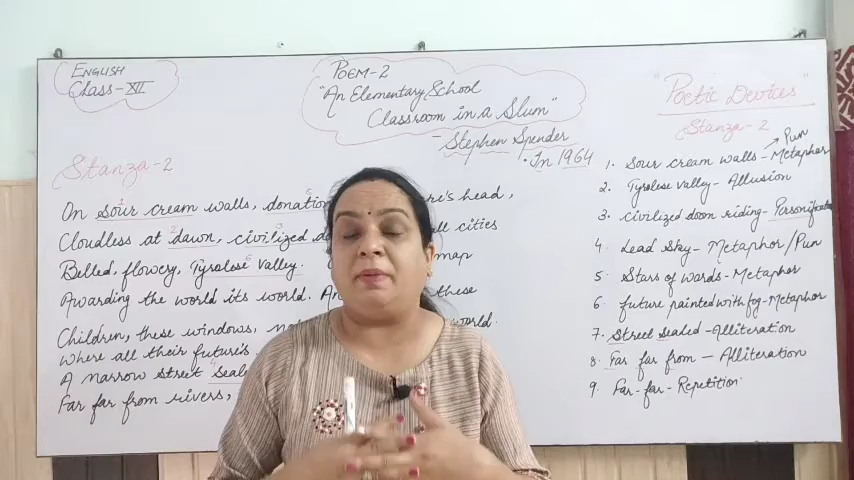 ENGLISH
Class-XII
POEM-2
"An Elementary School
Classroom in a Slum"
- Stephen Spender
• In 1964
Stanza-2
On sour cream walls, donation
's head,
Cloudless at dawn, civilized
cities
Belled, flowery, Tyrolese valley.
map
Awarding the world its world.
these
Children, these windows,
world.
where all their future's
A narrow street
Far far from rivers,
"Poetic Devices"
Stanza-2
1. Sour cream walls - Metaphor
Pun
2. Tyrolese valley - Allusion
3. civilized dom riding -
4. Lead sky - Metaphor/Pun
5. Stars of words - Metaphor
6. future painted with fog - Metaphor
7. Street sealed - Alliteration
8. Far far from - Alliteration
9. Far-far - Repetition